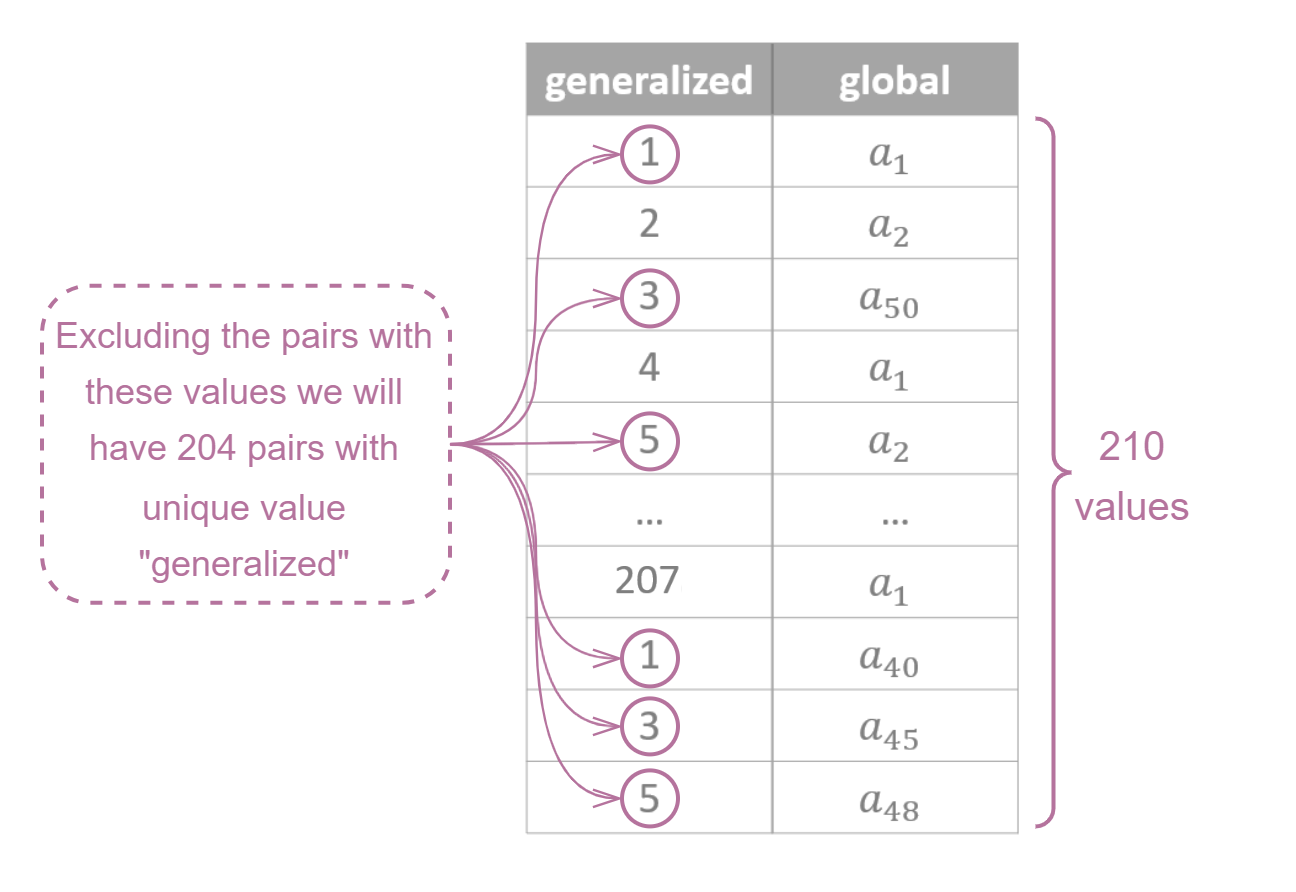 generalized global
1 a₁
2 a₂
3 a₅₀
4 a₁
5 a₂
... ...
207 a₁
1 a₄₀
3 a₄₅
5 a₄₈
Excluding the pairs with
these values we will
have 204 pairs with
unique value
"generalized"
210
values